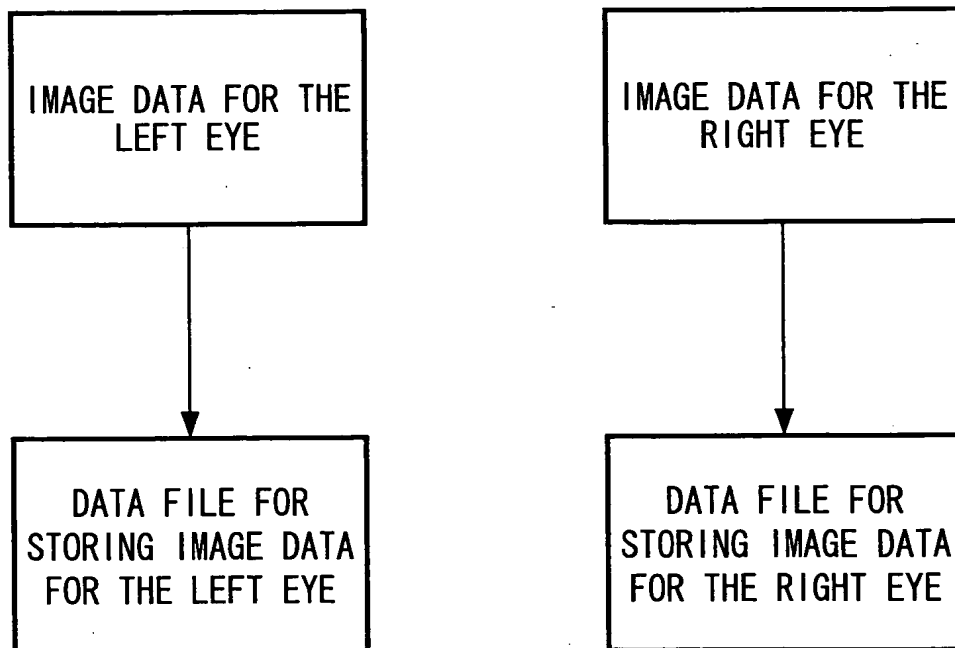 IMAGE DATA FOR THE
LEFT EYE
IMAGE DATA FOR THE
RIGHT EYE
DATA FILE FOR
STORING IMAGE DATA
FOR THE LEFT EYE
DATA FILE FOR
STORING IMAGE DATA
FOR THE RIGHT EYE